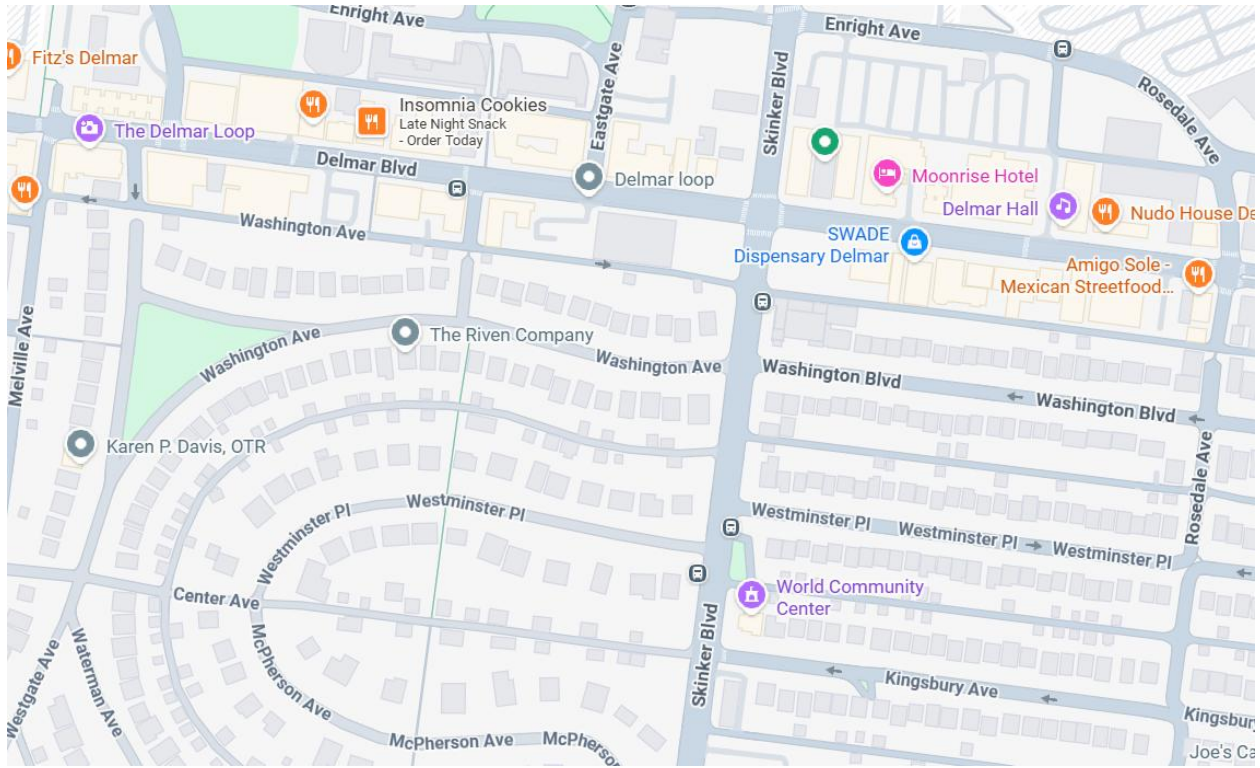 Enright Ave
Enright Ave
Fitz's Delmar
Eastgate Ave
Skinker Blvd
Rosedale Ave
Insomnia Cookies
Late Night Snack
- Order Today
The Delmar Loop
Delmar Blvd
Delmar loop
Moonrise Hotel
Delmar Hall
Nudo House De
SWADE
Dispensary Delmar
Washington Ave
Amigo Sole -
Mexican Streetfood...
Melville Ave
Washington Ave
The Riven Company
Washington Ave
Washington Blvd
Washington Blvd
Karen P. Davis, OTR
Rosedale Ave
Westminster Pl
Westminster Pl
Westminster Pl
Westminster Pl
Westminster Pl
World Community
Center
Center Ave
Skinker Blvd
Westgate Ave
Waterman Ave
McPherson Ave
Kingsbury Ave
Kingsbury
McPherson Ave
McPherson
Joe's Ca